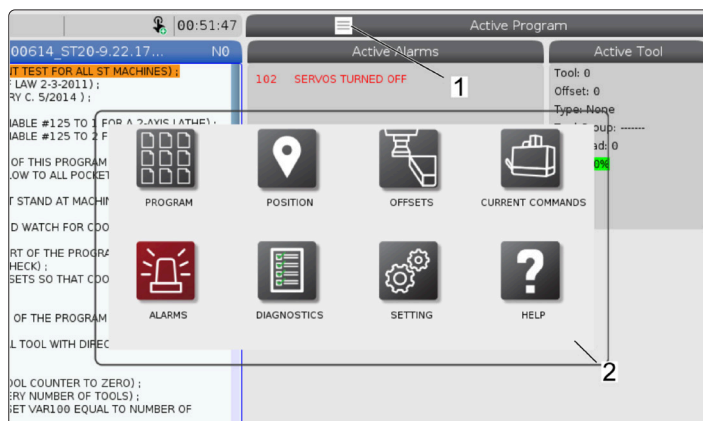 00:51:47
Active Program
00614_ST20-9.22.17... N0
Active Alarms
Active Tool
T TEST FOR ALL ST MACHINES) ;
LAW 2-3-2011) ;
RY C. 5/2014 ) ;
IABLE #125 TO 1 FOR A 2-AXIS LATHE) ;
IABLE #125 TO 2 F
OF THIS PROGRAM
LOW TO ALL POCKET
T STAND AT MACHIN
D WATCH FOR COO
RT OF THE PROGRA
HECK) ;
SETS SO THAT COO
OF THE PROGRAM
L TOOL WITH DIREC
OOL COUNTER TO ZERO) ;
ERY NUMBER OF TOOLS) ;
SET VAR100 EQUAL TO NUMBER OF
102 SERVOS TURNED OFF
1
Tool: 0
Offset: 0
Type: None
oup: -------
ad: 0
0%
PROGRAM
POSITION
OFFSETS
CURRENT COMMANDS
ALARMS
DIAGNOSTICS
SETTING
?
HELP
2